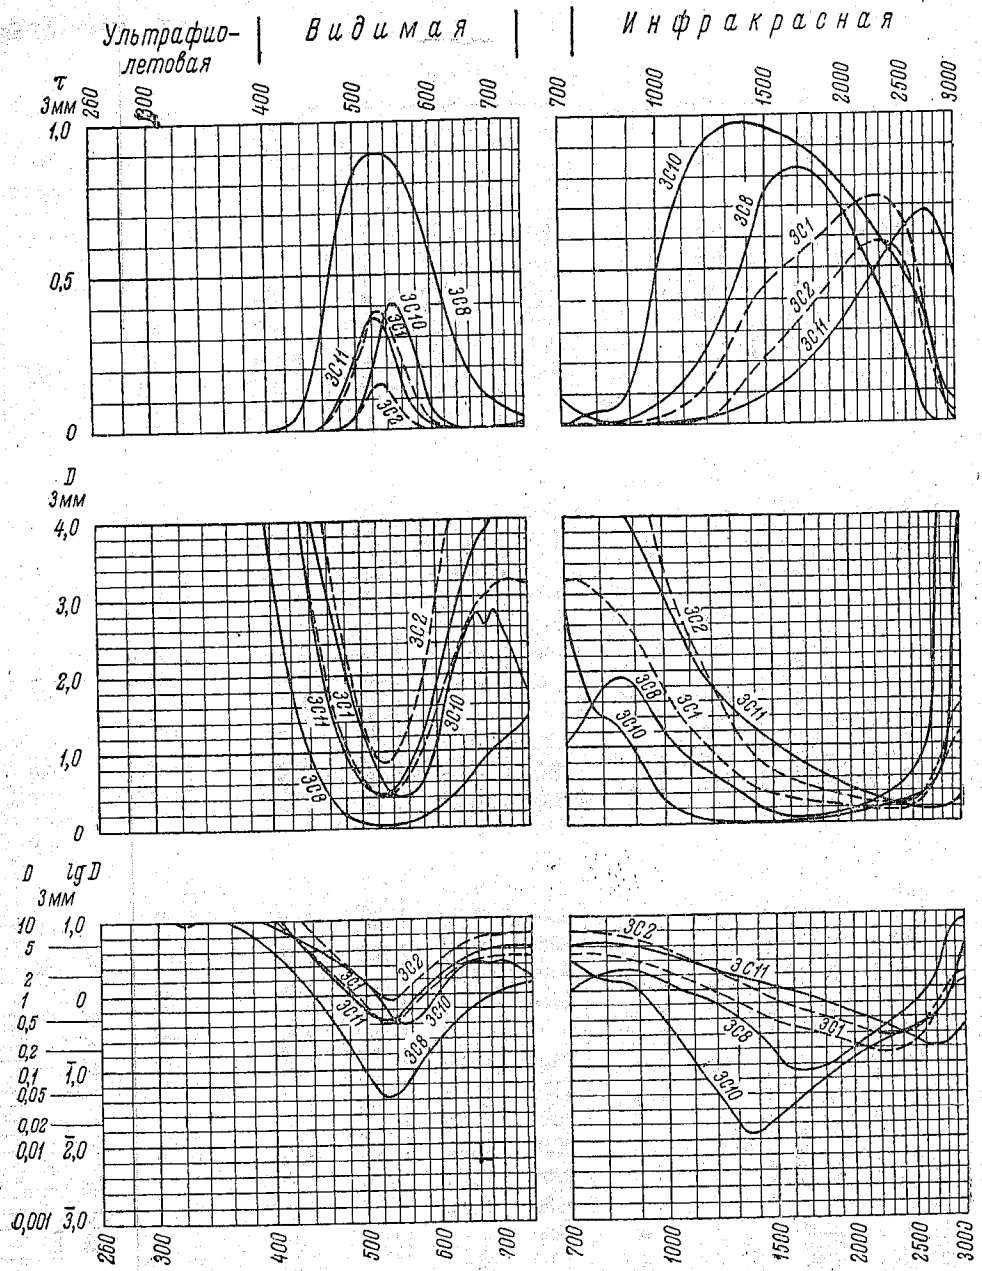 Ультрафио-
летовая
Видимая
Инфракрасная
τ
3мм
260
300
400
500
600
700
700
1000
1500
2000
2500
3000
1,0
0,5
0
ЗС11
ЗС10
ЗС1
ЗС2
ЗС8
ЗС10
ЗС8
ЗС1
ЗС2
ЗС11
D
3мм
4,0
3,0
2,0
1,0
0
ЗС8
ЗС11
ЗС1
ЗС2
ЗС10
ЗС8
ЗС10
ЗС1
ЗС2
ЗС11
D lgD
3мм
10 1,0
5
2
1 0
0,5
0,2
0,1 1̅,0
0,05
0,02
0,01 2̅,0
0,001 3̅,0
ЗС1
ЗС11
ЗС2
ЗС10
ЗС8
ЗС2
ЗС11
ЗС8
ЗС1
ЗС10
260
300
400
500
600
700
700
1000
1500
2000
2500
3000